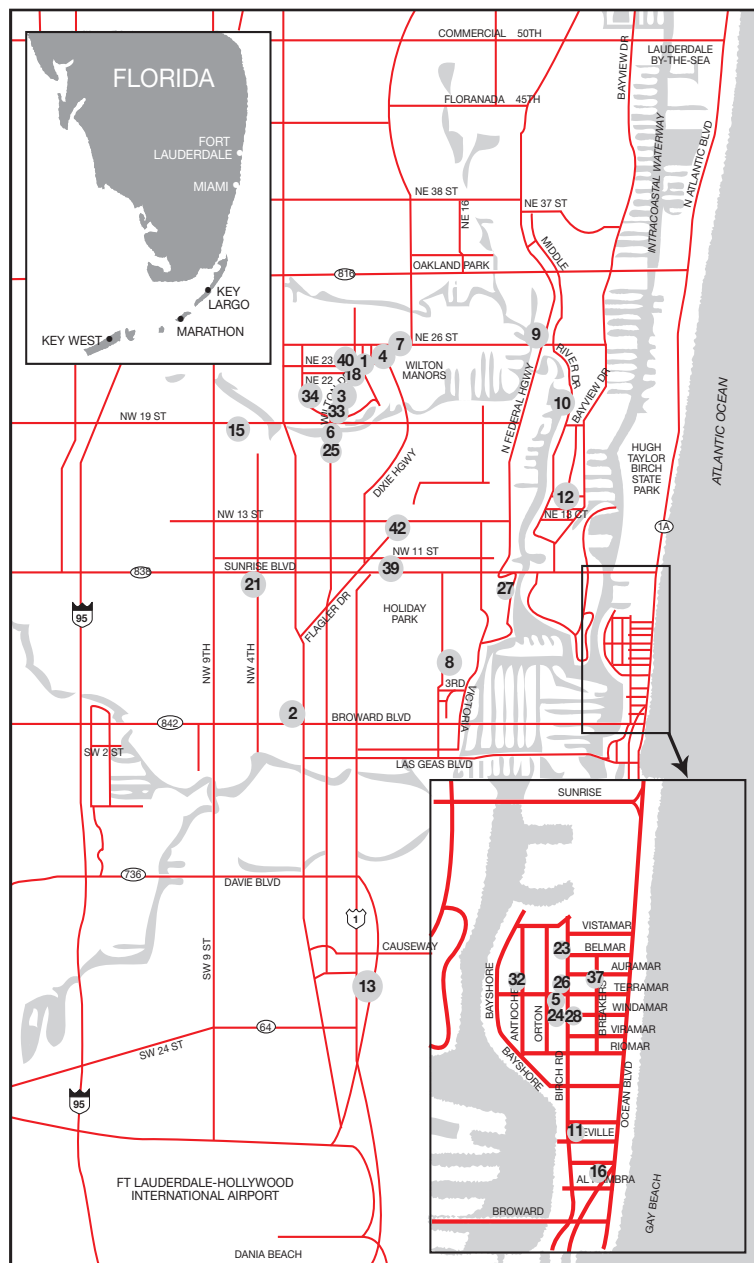 COMMERCIAL 50TH
BAYVIEW DR
LAUDERDALE
BY-THE-SEA
FLORIDA
FORT
LAUDERDALE
MIAMI
KEY
LARGO
MARATHON
KEY WEST
FLORANADA 45TH
INTRACOASTAL WATERWAY
N ATLANTIC BLVD
NE 38 ST
NE 16
NE 37 ST
MIDDLE
RIVER DR
816
OAKLAND PARK
NE 26 ST
9
7
4
1
40
NE 23
18
WILTON
MANORS
NE 22
34
3
33
N FEDERAL HGWY
BAYVIEW DR
10
ATLANTIC OCEAN
NW 19 ST
15
6
25
DIXIE HGWY
HUGH
TAYLOR
BIRCH
STATE
PARK
12
NE 13 CT
NW 13 ST
42
1A
NW 11 ST
838
SUNRISE BLVD
39
21
27
FLAGLER DR
HOLIDAY
PARK
95
NW 9TH
NW 4TH
8
3RD
VICTORIA
2
842
BROWARD BLVD
SW 2 ST
LAS GEAS BLVD
SUNRISE
736
DAVIE BLVD
1
CAUSEWAY
13
SW 9 ST
64
SW 24 ST
95
FT LAUDERDALE-HOLLYWOOD
INTERNATIONAL AIRPORT
DANIA BEACH
VISTAMAR
23
BELMAR
AURAMAR
32
26
37
TERRAMAR
5
24
28
WINDAMAR
VIRAMAR
RIOMAR
BAYSHORE
ANTIOCHE
ORTON
BIRCH RD
BREAKERS
BAYSHORE
OCEAN BLVD
11
EVILLE
16
BROWARD
GAY BEACH